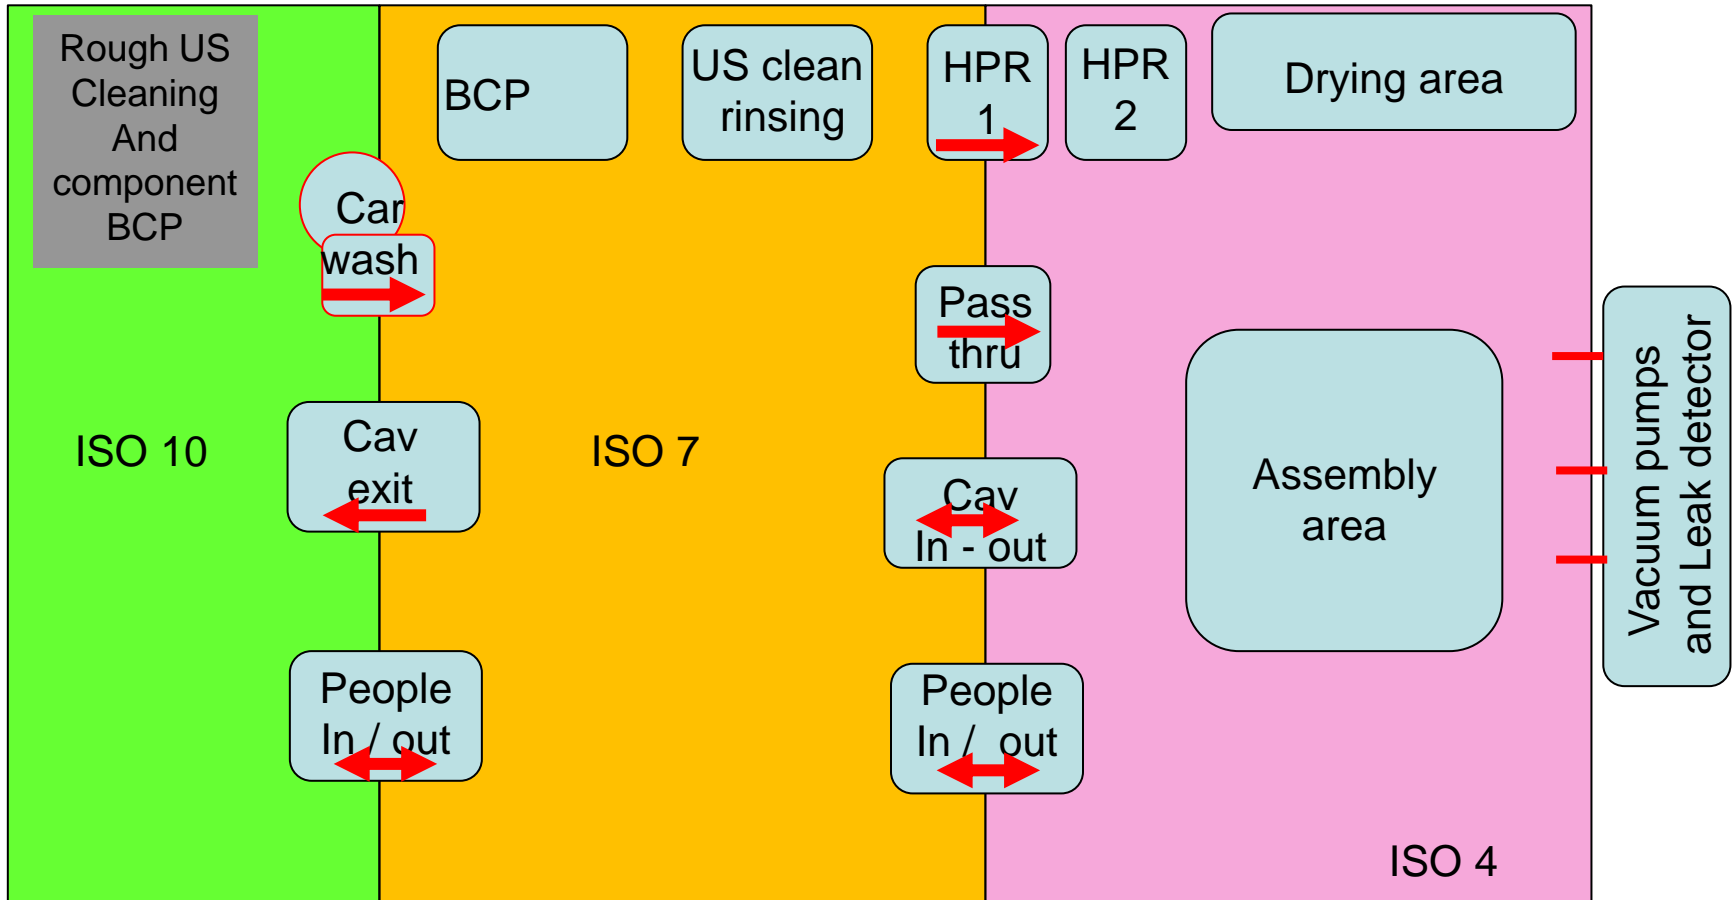 Rough US
Cleaning
And
component
BCP
BCP
US clean
rinsing
HPR
1
HPR
2
Drying area
Car
wash
Pass
thru
Cav
exit
ISO 10
ISO 7
Cav
In - out
Assembly
area
Vacuum pumps
and Leak detector
People
In / out
People
In / out
ISO 4